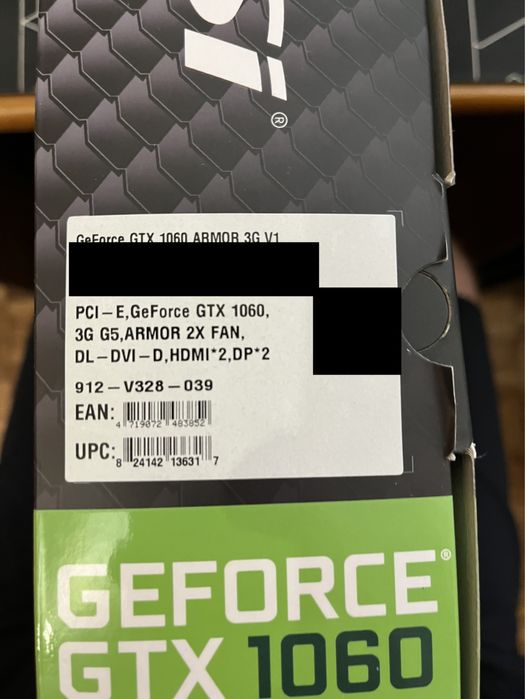 si®
GeForce GTX 1060 ARMOR 3G V1
PCI-E,GeForce GTX 1060,
3G G5,ARMOR 2X FAN,
DL-DVI-D,HDMI*2,DP*2
912-V328-039
EAN:
4 719072 483852
UPC:
8 24142 13631 7
GEFORCE®
GTX 1060